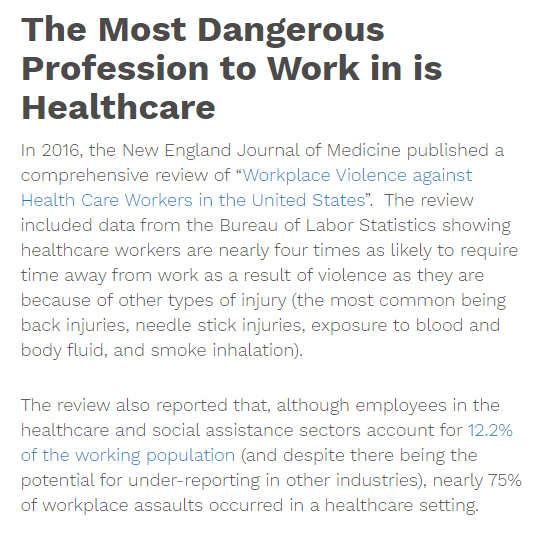 The Most Dangerous
Profession to Work in is
Healthcare
In 2016, the New England Journal of Medicine published a
comprehensive review of “Workplace Violence against
Health Care Workers in the United States”.  The review
included data from the Bureau of Labor Statistics showing
healthcare workers are nearly four times as likely to require
time away from work as a result of violence as they are
because of other types of injury (the most common being
back injuries, needle stick injuries, exposure to blood and
body fluid, and smoke inhalation).
The review also reported that, although employees in the
healthcare and social assistance sectors account for 12.2%
of the working population (and despite there being the
potential for under-reporting in other industries), nearly 75%
of workplace assaults occurred in a healthcare setting.